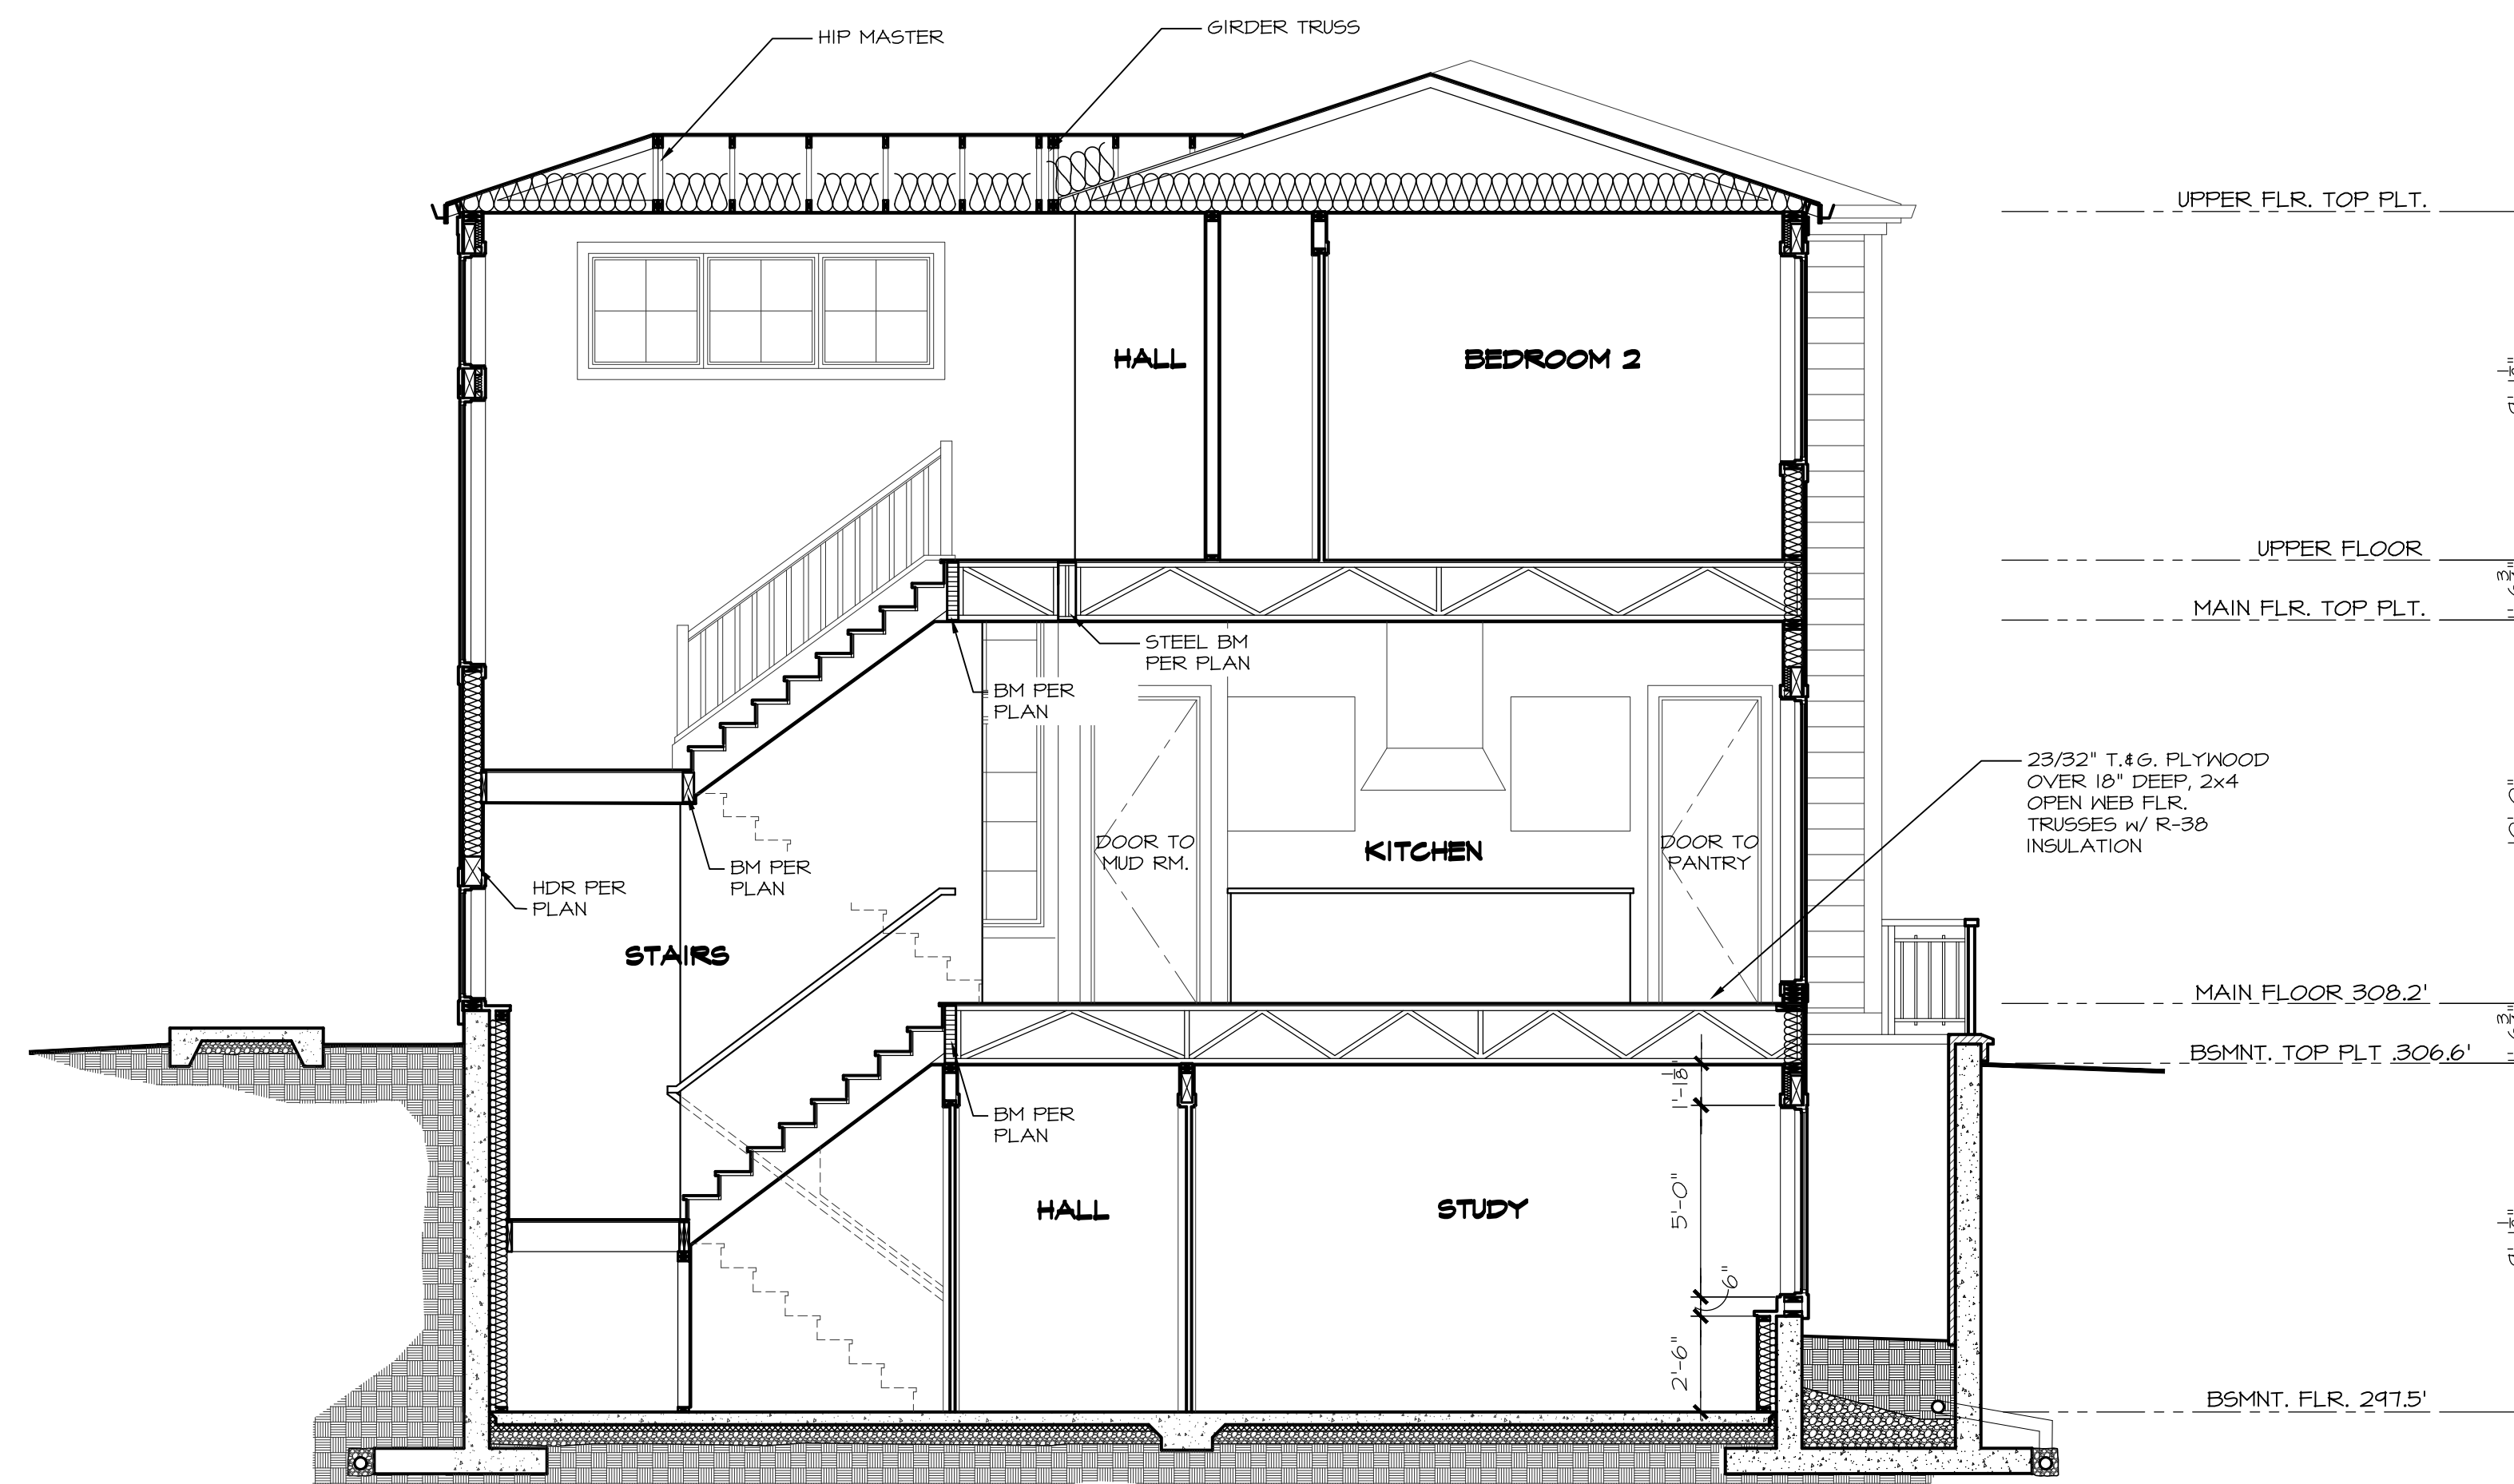 HIP MASTER
GIRDER TRUSS
UPPER FLR. TOP PLT.
HALL
BEDROOM 2
UPPER FLOOR
MAIN FLR. TOP PLT.
STEEL BM
PER PLAN
BM PER
PLAN
23/32" T.&G. PLYWOOD
OVER 18" DEEP, 2x4
OPEN WEB FLR.
TRUSSES w/ R-38
INSULATION
DOOR TO
MUD RM.
KITCHEN
DOOR TO
PANTRY
BM PER
PLAN
HDR PER
PLAN
STAIRS
MAIN FLOOR 308.2'
BSMNT. TOP PLT .306.6'
1'-1 1/8"
BM PER
PLAN
HALL
STUDY
5'-0"
6"
2'-6"
BSMNT. FLR. 297.5'